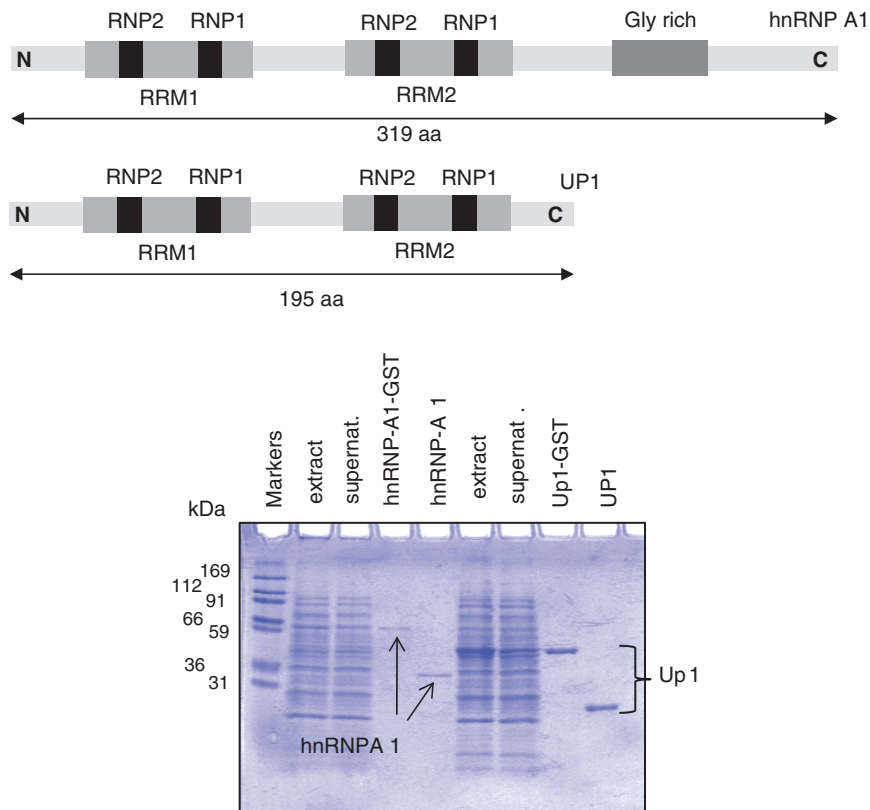 RNP2 RNP1 RNP2 RNP1 Gly rich hnRNP A1
N C
RRM1 RRM2
319 aa
RNP2 RNP1 RNP2 RNP1 UP1
N C
RRM1 RRM2
195 aa
Markers
extract
supernat.
hnRNP-A1-GST
hnRNP-A 1
extract
supernat .
Up1-GST
UP1
kDa
169
112
91
66
59
36
31
Up 1
hnRNPA 1